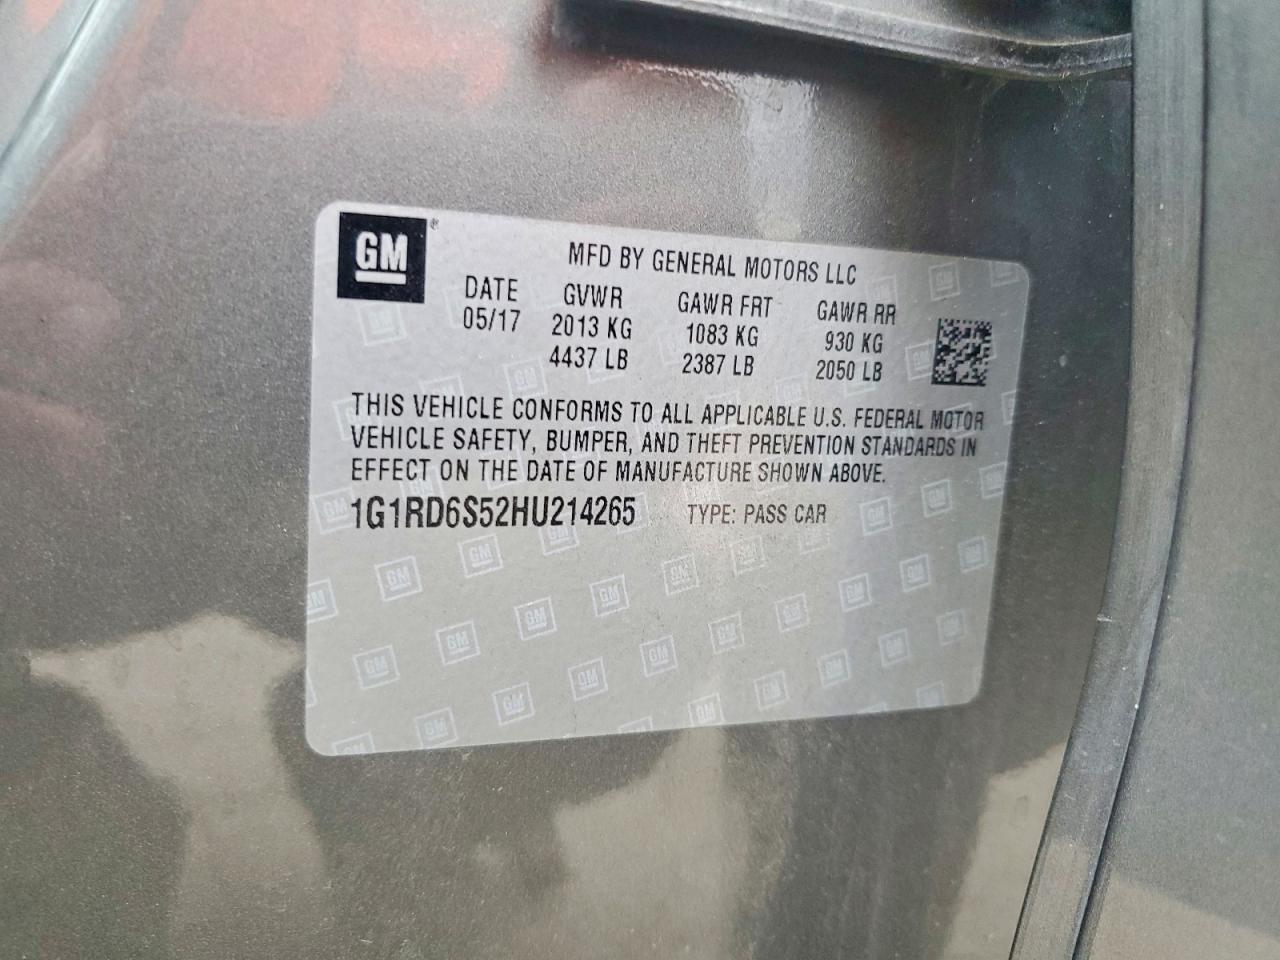 GM®
MFD BY GENERAL MOTORS LLC
DATE GVWR GAWR FRT GAWR RR
05/17 2013 KG 1083 KG 930 KG
4437 LB 2387 LB 2050 LB
THIS VEHICLE CONFORMS TO ALL APPLICABLE U.S. FEDERAL MOTOR
VEHICLE SAFETY, BUMPER, AND THEFT PREVENTION STANDARDS IN
EFFECT ON THE DATE OF MANUFACTURE SHOWN ABOVE.
1G1RD6S52HU214265 TYPE: PASS CAR